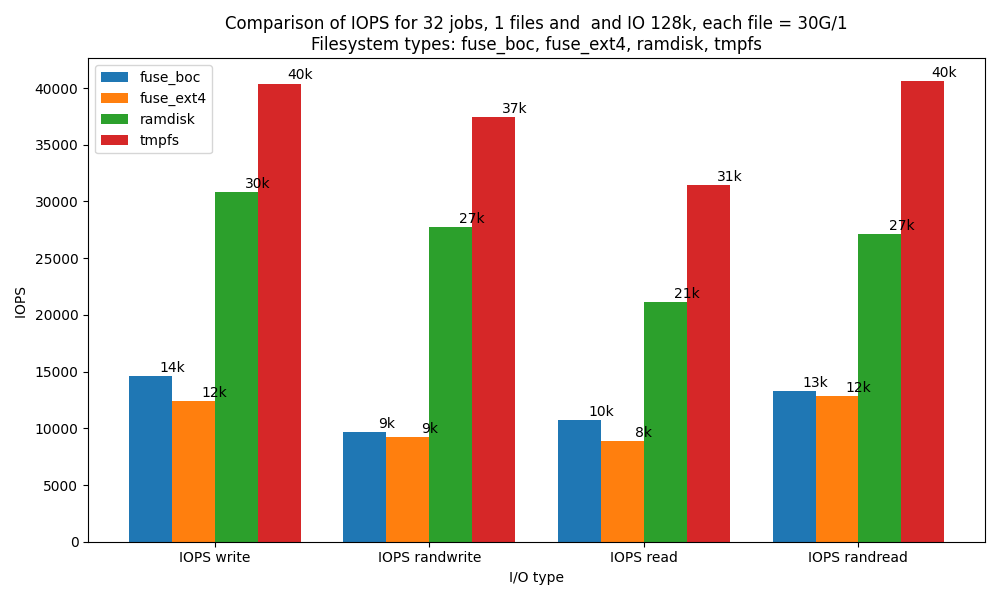 Comparison of IOPS for 32 jobs, 1 files and  and IO 128k, each file = 30G/1
Filesystem types: fuse_boc, fuse_ext4, ramdisk, tmpfs
fuse_boc
fuse_ext4
ramdisk
tmpfs
IOPS
40000
35000
30000
25000
20000
15000
10000
5000
0
14k
12k
30k
40k
9k
9k
27k
37k
10k
8k
21k
31k
13k
12k
27k
40k
IOPS write
IOPS randwrite
IOPS read
IOPS randread
I/O type